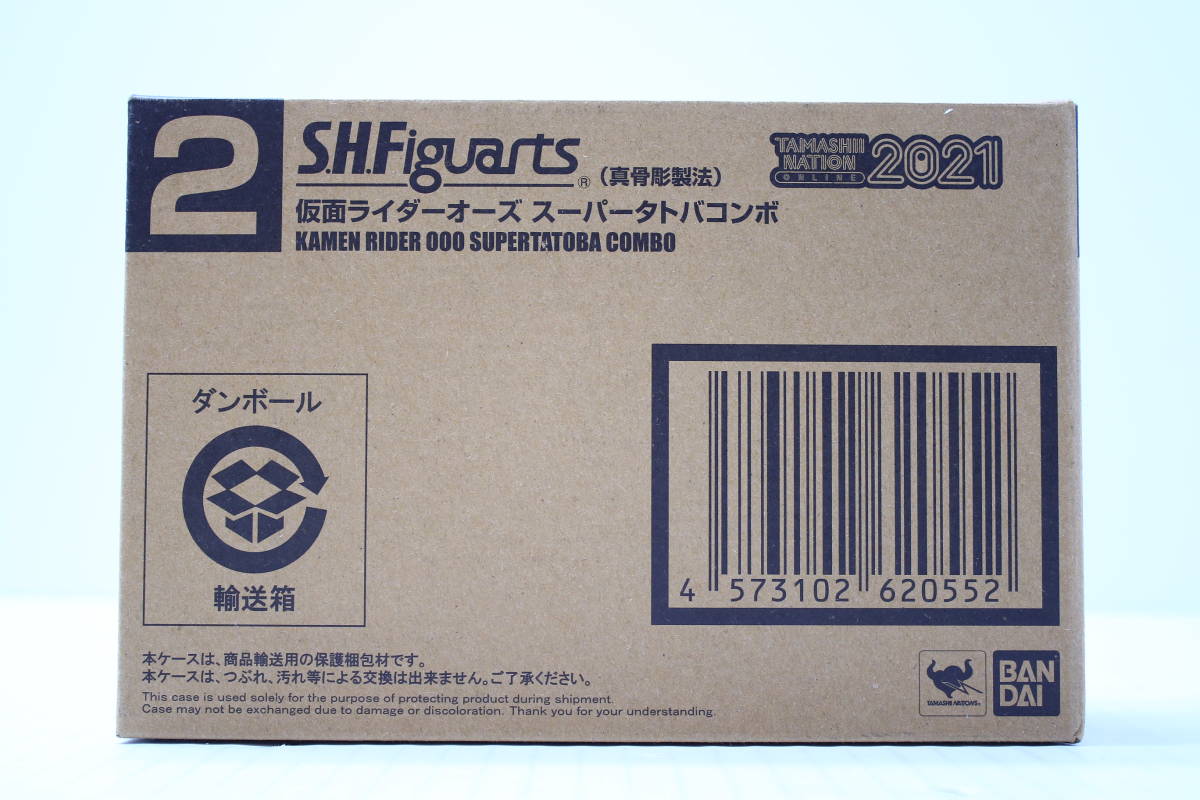 2
S.H.Figuarts® (真骨彫製法)
TAMASHII NATION ONLINE 2021
仮面ライダーオーズ スーパータトバコンボ
KAMEN RIDER OOO SUPERTATOBA COMBO
ダンボール
輸送箱
4 573102 620552
本ケースは、商品輸送用の保護梱包材です。
本ケースは、つぶれ、汚れ等による交換は出来ません。ご了承ください。
This case is used solely for the purpose of protecting product during shipment.
Case may not be exchanged due to damage or discoloration. Thank you for your understanding.
TAMASHII NATIONS®
BAN
DAI